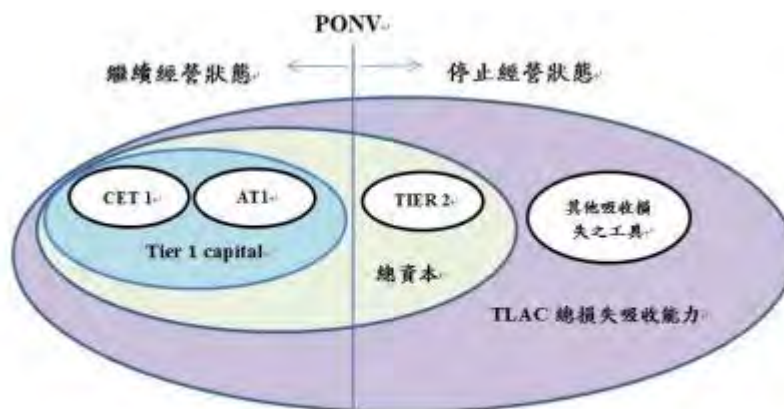 PONV
繼續經營狀態
停止經營狀態
CET 1
AT1
TIER 2
其他吸收損
失之工具
Tier 1 capital
總資本
TLAC 總損失吸收能力